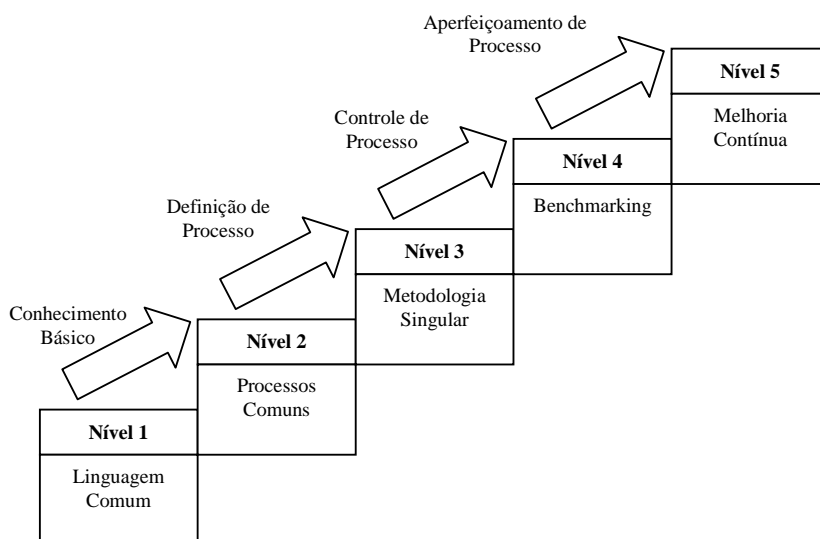 Aperfeiçoamento de
Processo
Nível 5
Melhoria
Contínua
Controle de
Processo
Nível 4
Benchmarking
Definição de
Processo
Nível 3
Metodologia
Singular
Conhecimento
Básico
Nível 2
Processos
Comuns
Nível 1
Linguagem
Comum